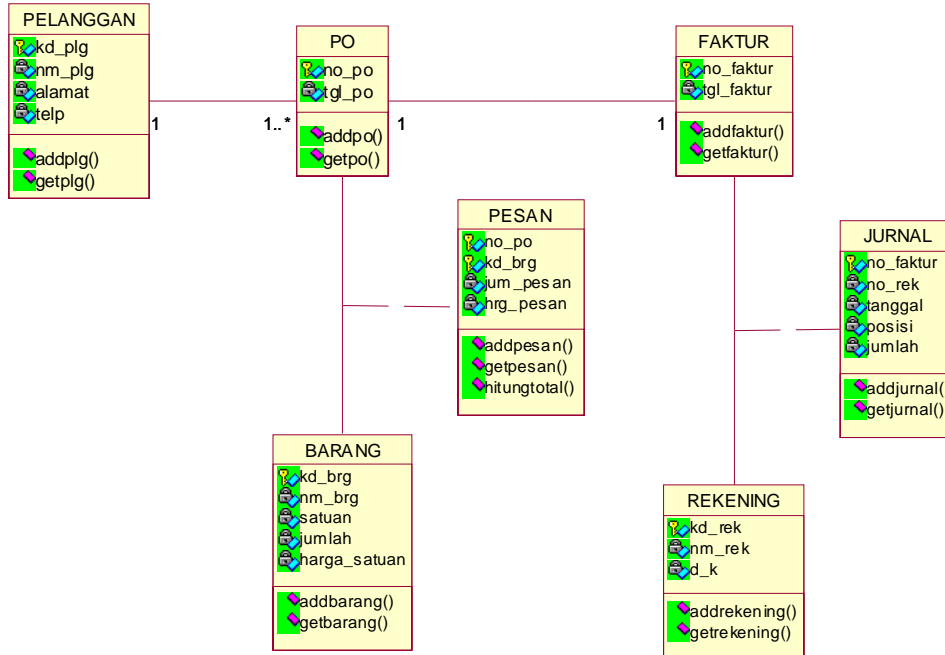 PELANGGAN
kd_plg
nm_plg
alamat
telp
addplg()
getplg()
1
1..*
PO
no_po
tgl_po
addpo()
getpo()
1
1
FAKTUR
no_faktur
tgl_faktur
addfaktur()
getfaktur()
PESAN
no_po
kd_brg
jum_pesan
hrg_pesan
addpesan()
getpesan()
hitungtotal()
JURNAL
no_faktur
no_rek
tanggal
posisi
jumlah
addjurnal(
getjurnal()
BARANG
kd_brg
nm_brg
satuan
jumlah
harga_satuan
addbarang()
getbarang()
REKENING
kd_rek
nm_rek
d_k
addrekening()
getrekening()